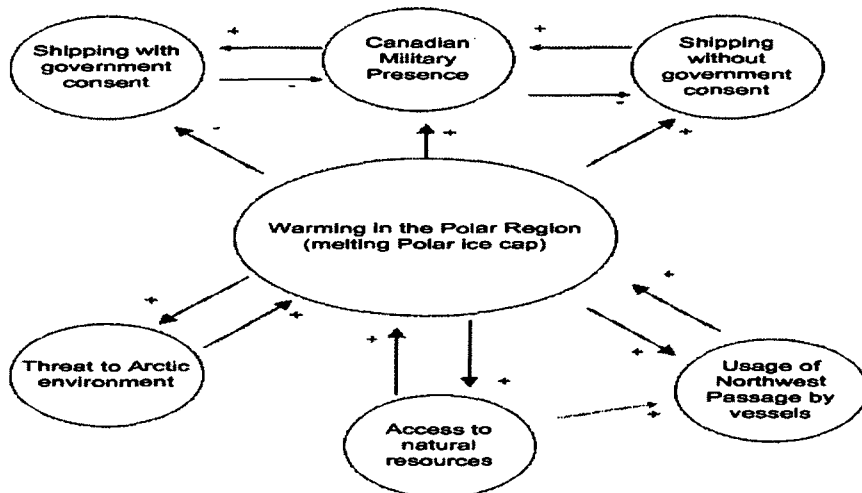 Shipping with
government
consent
+
-
Canadian
Military
Presence
+
-
Shipping without
government
consent
-
+
+
Warming in the Polar Region
(melting Polar ice cap)
+
+
Threat to Arctic
environment
+
+
Access to
natural
resources
+
+
+
Usage of
Northwest
Passage by
vessels